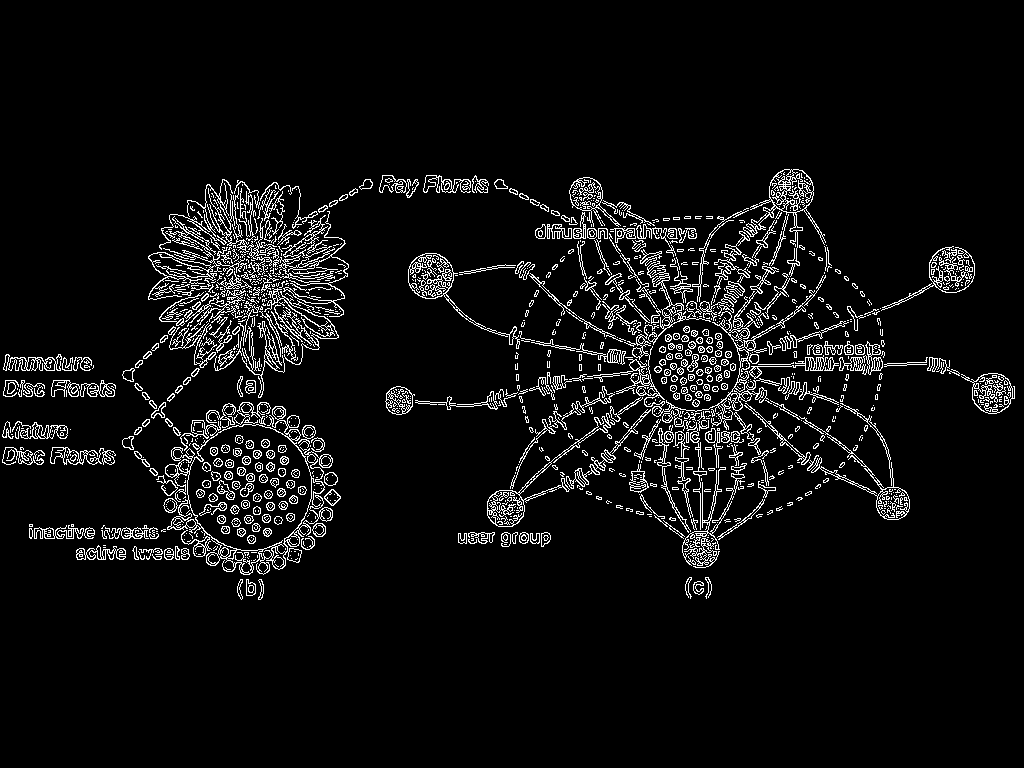 Ray Florets
diffusion pathways
Immature
Disc Florets
(a)
retweets
Mature
Disc Florets
topic disc
inactive tweets
active tweets
user group
(b)
(c)